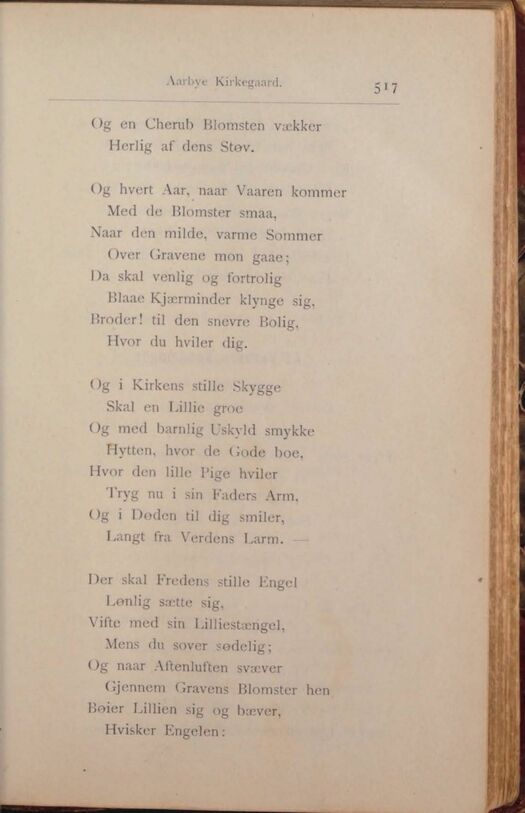 Aarbye Kirkegaard. 517
Og en Cherub Blomsten vækker
Herlig af dens Støv.
Og hvert Aar, naar Vaaren kommer
Med de Blomster smaa,
Naar den milde, varme Sommer
Over Gravene mon gaae;
Da skal venlig og fortrolig
Blaae Kjærminder klynge sig,
Broder! til den snevre Bolig,
Hvor du hviler dig.
Og i Kirkens stille Skygge
Skal en Lillie groe
Og med barnlig Uskyld smykke
Hytten, hvor de Gode boe,
Hvor den lille Pige hviler
Tryg nu i sin Faders Arm,
Og i Døden til dig smiler,
Langt fra Verdens Larm. —
Der skal Fredens stille Engel
Lønlig sætte sig,
Vifte med sin Lilliestængel,
Mens du sover sødelig;
Og naar Aftenluften svæver
Gjennem Gravens Blomster hen
Bøier Lillien sig og bæver,
Hvisker Engelen: